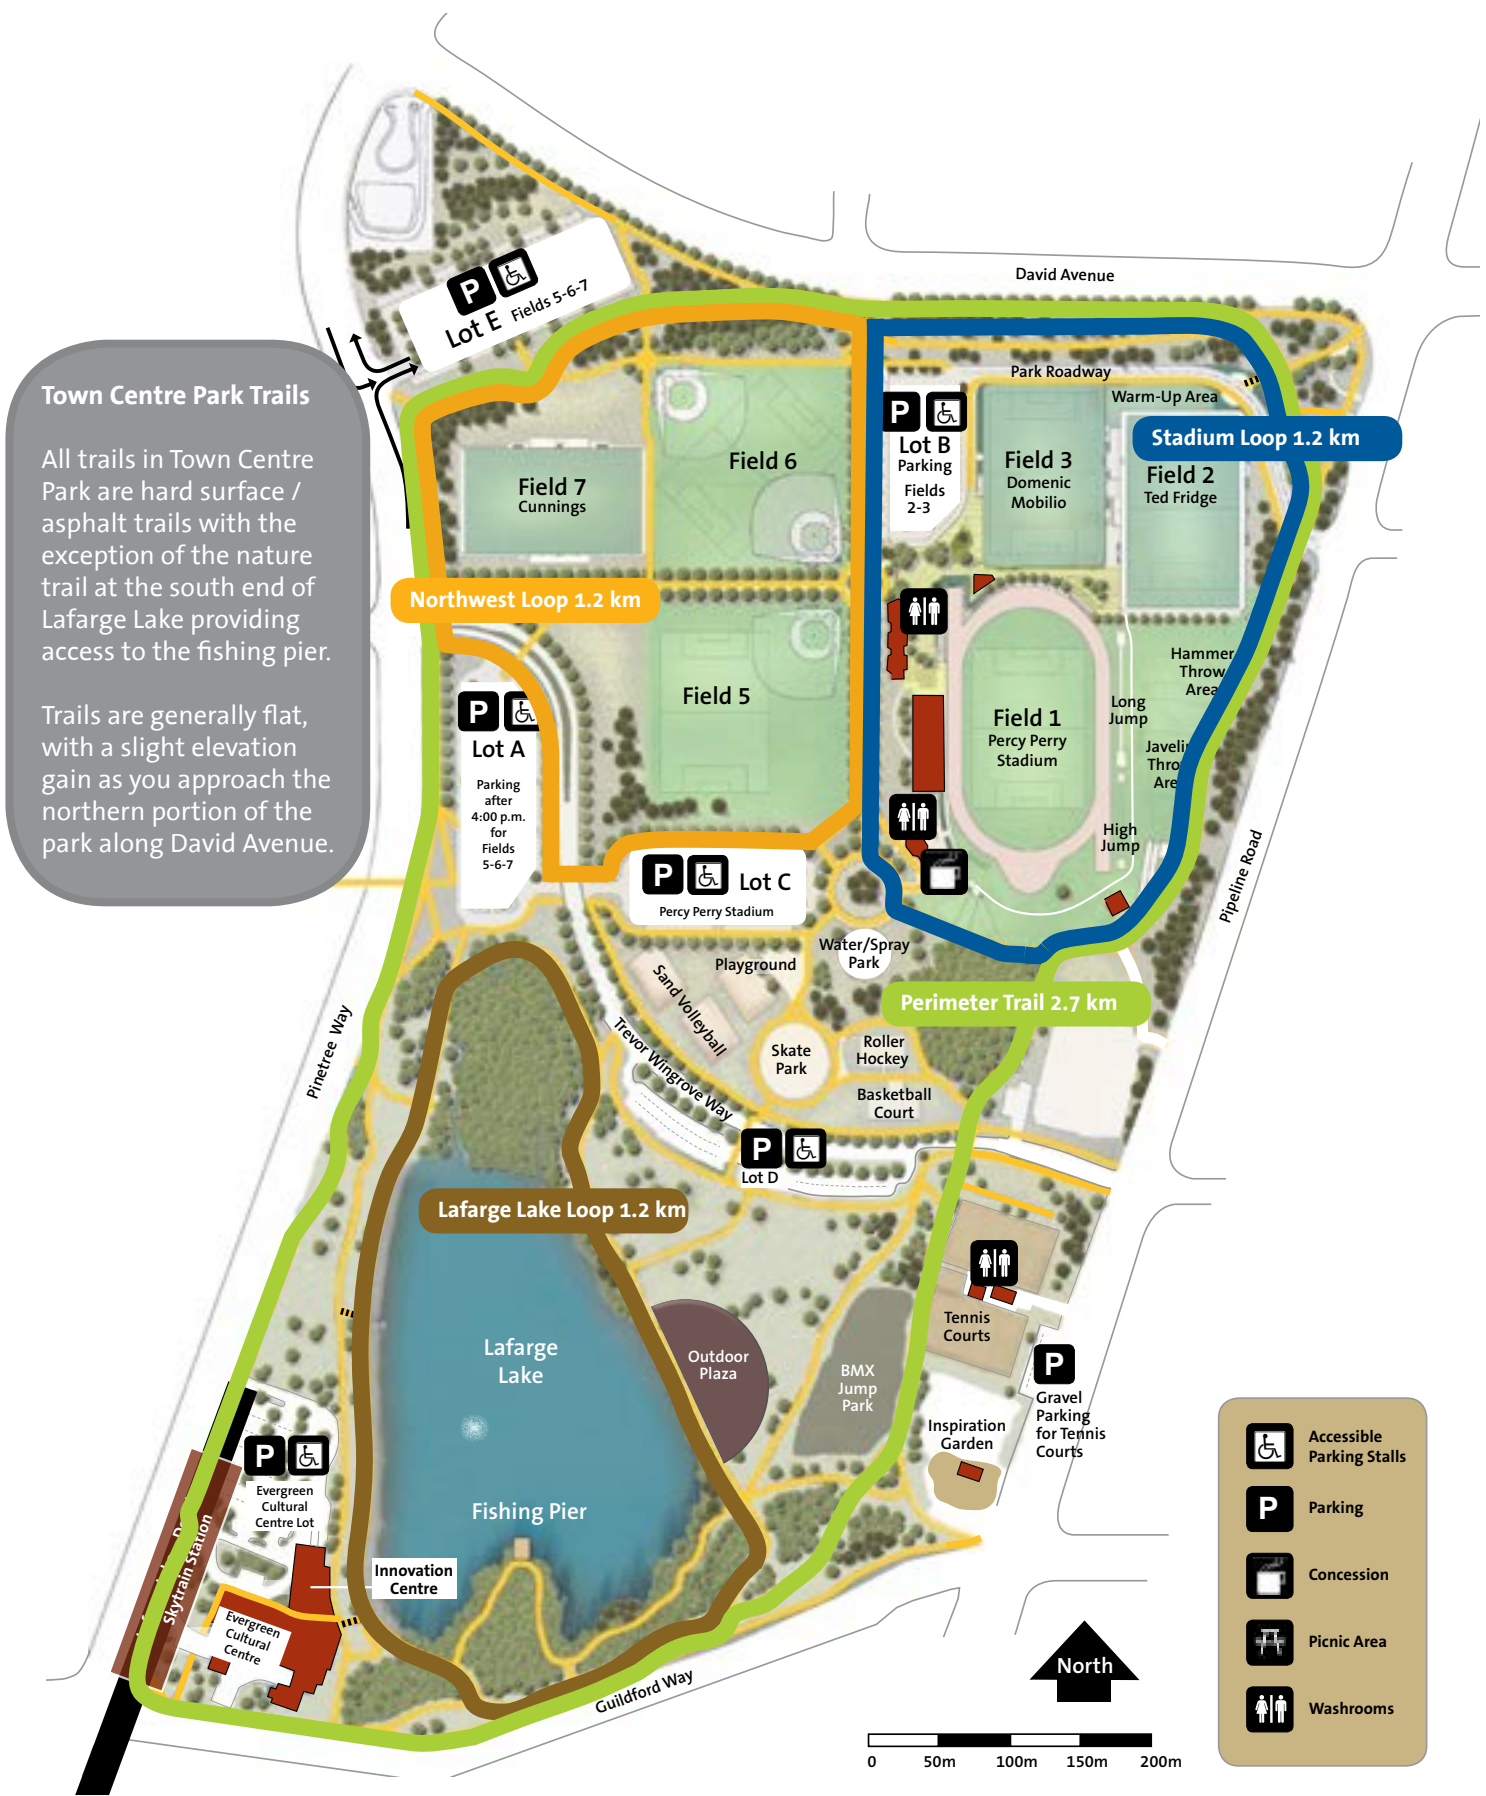 David Avenue
P
Lot E Fields 5-6-7
Town Centre Park Trails
All trails in Town Centre
Park are hard surface /
asphalt trails with the
exception of the nature
trail at the south end of
Lafarge Lake providing
access to the fishing pier.
Trails are generally flat,
with a slight elevation
gain as you approach the
northern portion of the
park along David Avenue.
Park Roadway
Warm-Up Area
Stadium Loop 1.2 km
P
Lot B
Parking
Fields
2-3
Field 3
Domenic
Mobilio
Field 2
Ted Fridge
Field 6
Field 7
Cunnings
Northwest Loop 1.2 km
Field 5
P
Lot A
Parking
after
4:00 p.m.
for
Fields
5-6-7
Field 1
Percy Perry
Stadium
Hammer
Throw
Area
Long
Jump
High
Jump
P
Lot C
Percy Perry Stadium
Pipeline Road
Water/Spray
Park
Playground
Sand Volleyball
Perimeter Trail 2.7 km
Pinetree Way
Trevor Wingrove Way
Skate
Park
Roller
Hockey
Basketball
Court
P
Lot D
Lafarge Lake Loop 1.2 km
Lafarge
Lake
Outdoor
Plaza
BMX
Jump
Park
Tennis
Courts
P
Gravel
Parking
for Tennis
Courts
Inspiration
Garden
P
Evergreen
Cultural
Centre Lot
Fishing Pier
Skytrain Station
Innovation
Centre
Evergreen
Cultural
Centre
Guildford Way
North
0 50m 100m 150m 200m
Accessible
Parking Stalls
P
Parking
Concession
Picnic Area
Washrooms